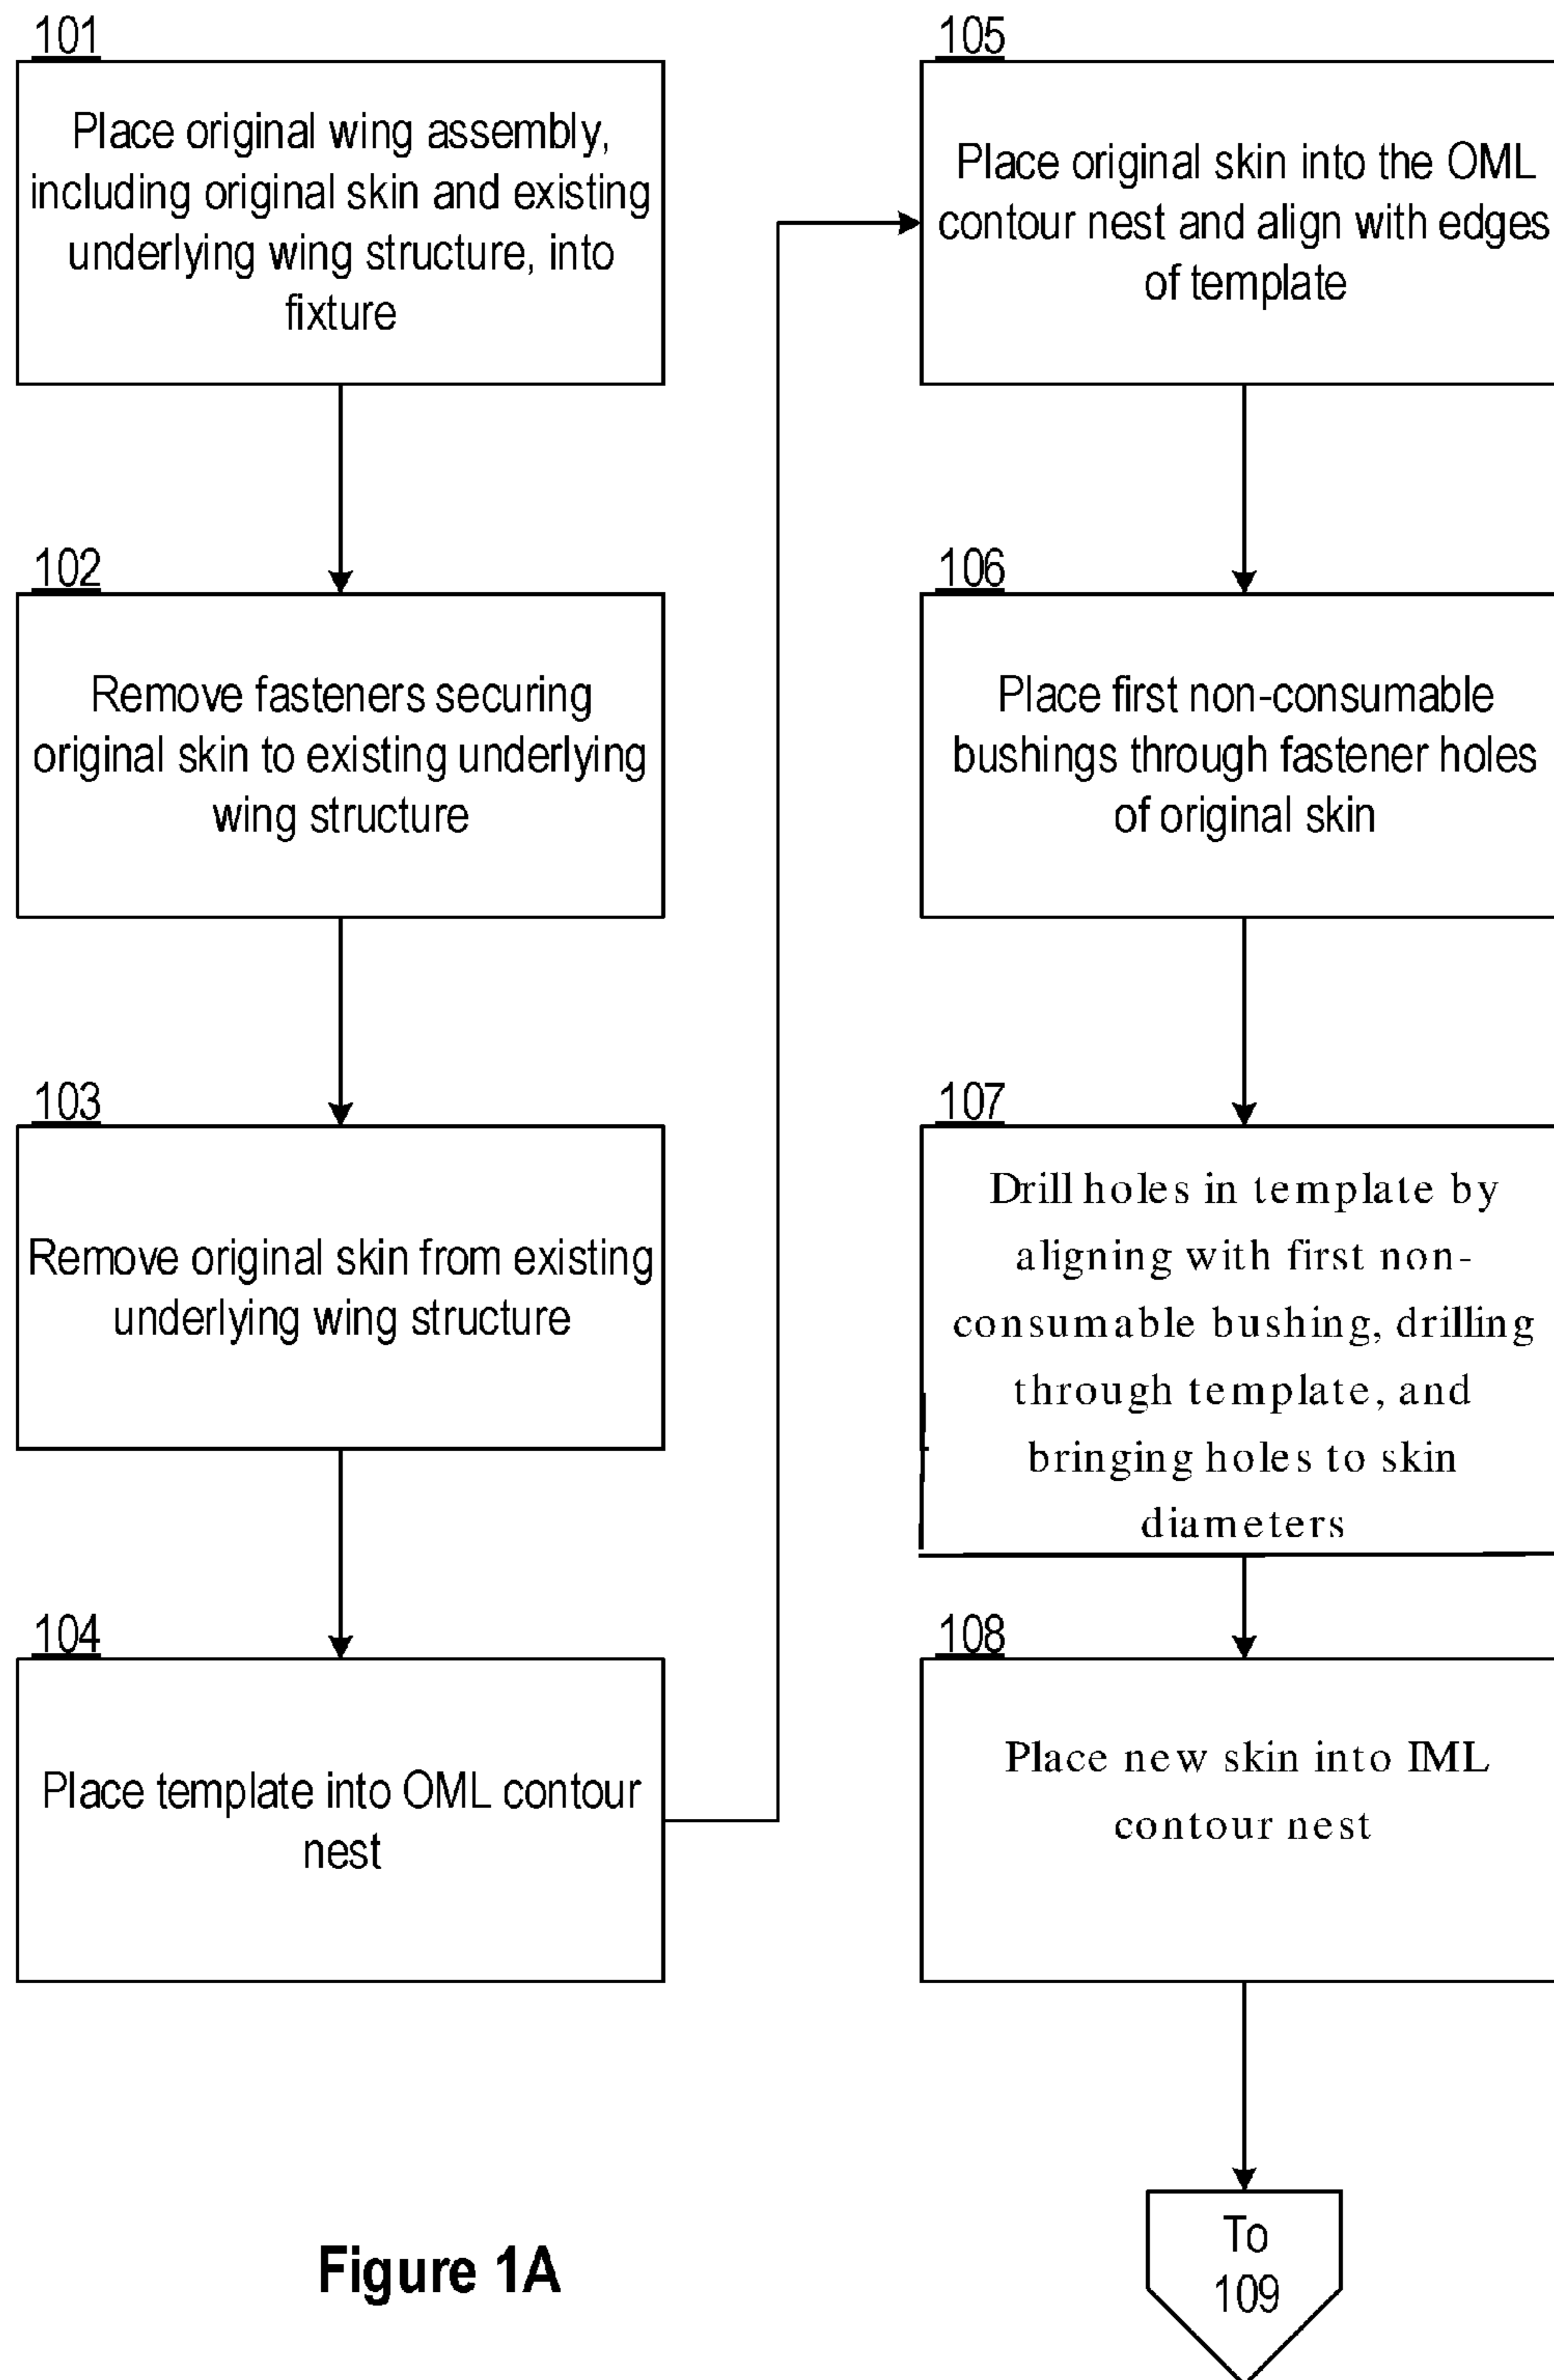 101
Place original wing assembly,
including original skin and existing
underlying wing structure, into
fixture
102
Remove fasteners securing
original skin to existing underlying
wing structure
103
Remove original skin from existing
underlying wing structure
104
Place template into OML contour
nest
105
Place original skin into the OML
contour nest and align with edges
of template
106
Place first non-consumable
bushings through fastener holes
of original skin
107
Drill holes in template by
aligning with first non-
consumable bushing, drilling
through template, and
bringing holes to skin
diameters
108
Place new skin into IML
contour nest
To
109
Figure 1A